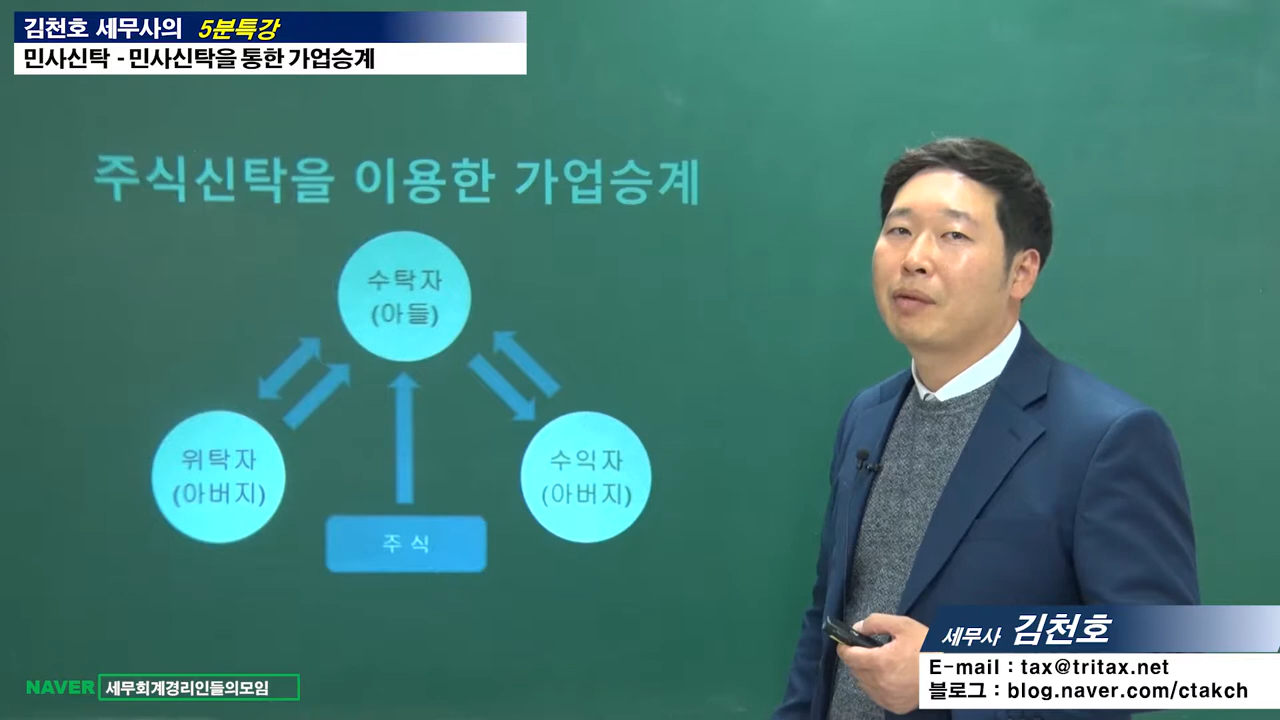 김천호 세무사의 5분특강
민사신탁 - 민사신탁을 통한 가업승계
주식신탁을 이용한 가업승계
수탁자
(아들)
위탁자
(아버지)
수익자
(아버지)
주 식
세무사 김천호
E-mail : tax@tritax.net
블로그 : blog.naver.com/ctakch
NAVER 세무회계경리인들의모임